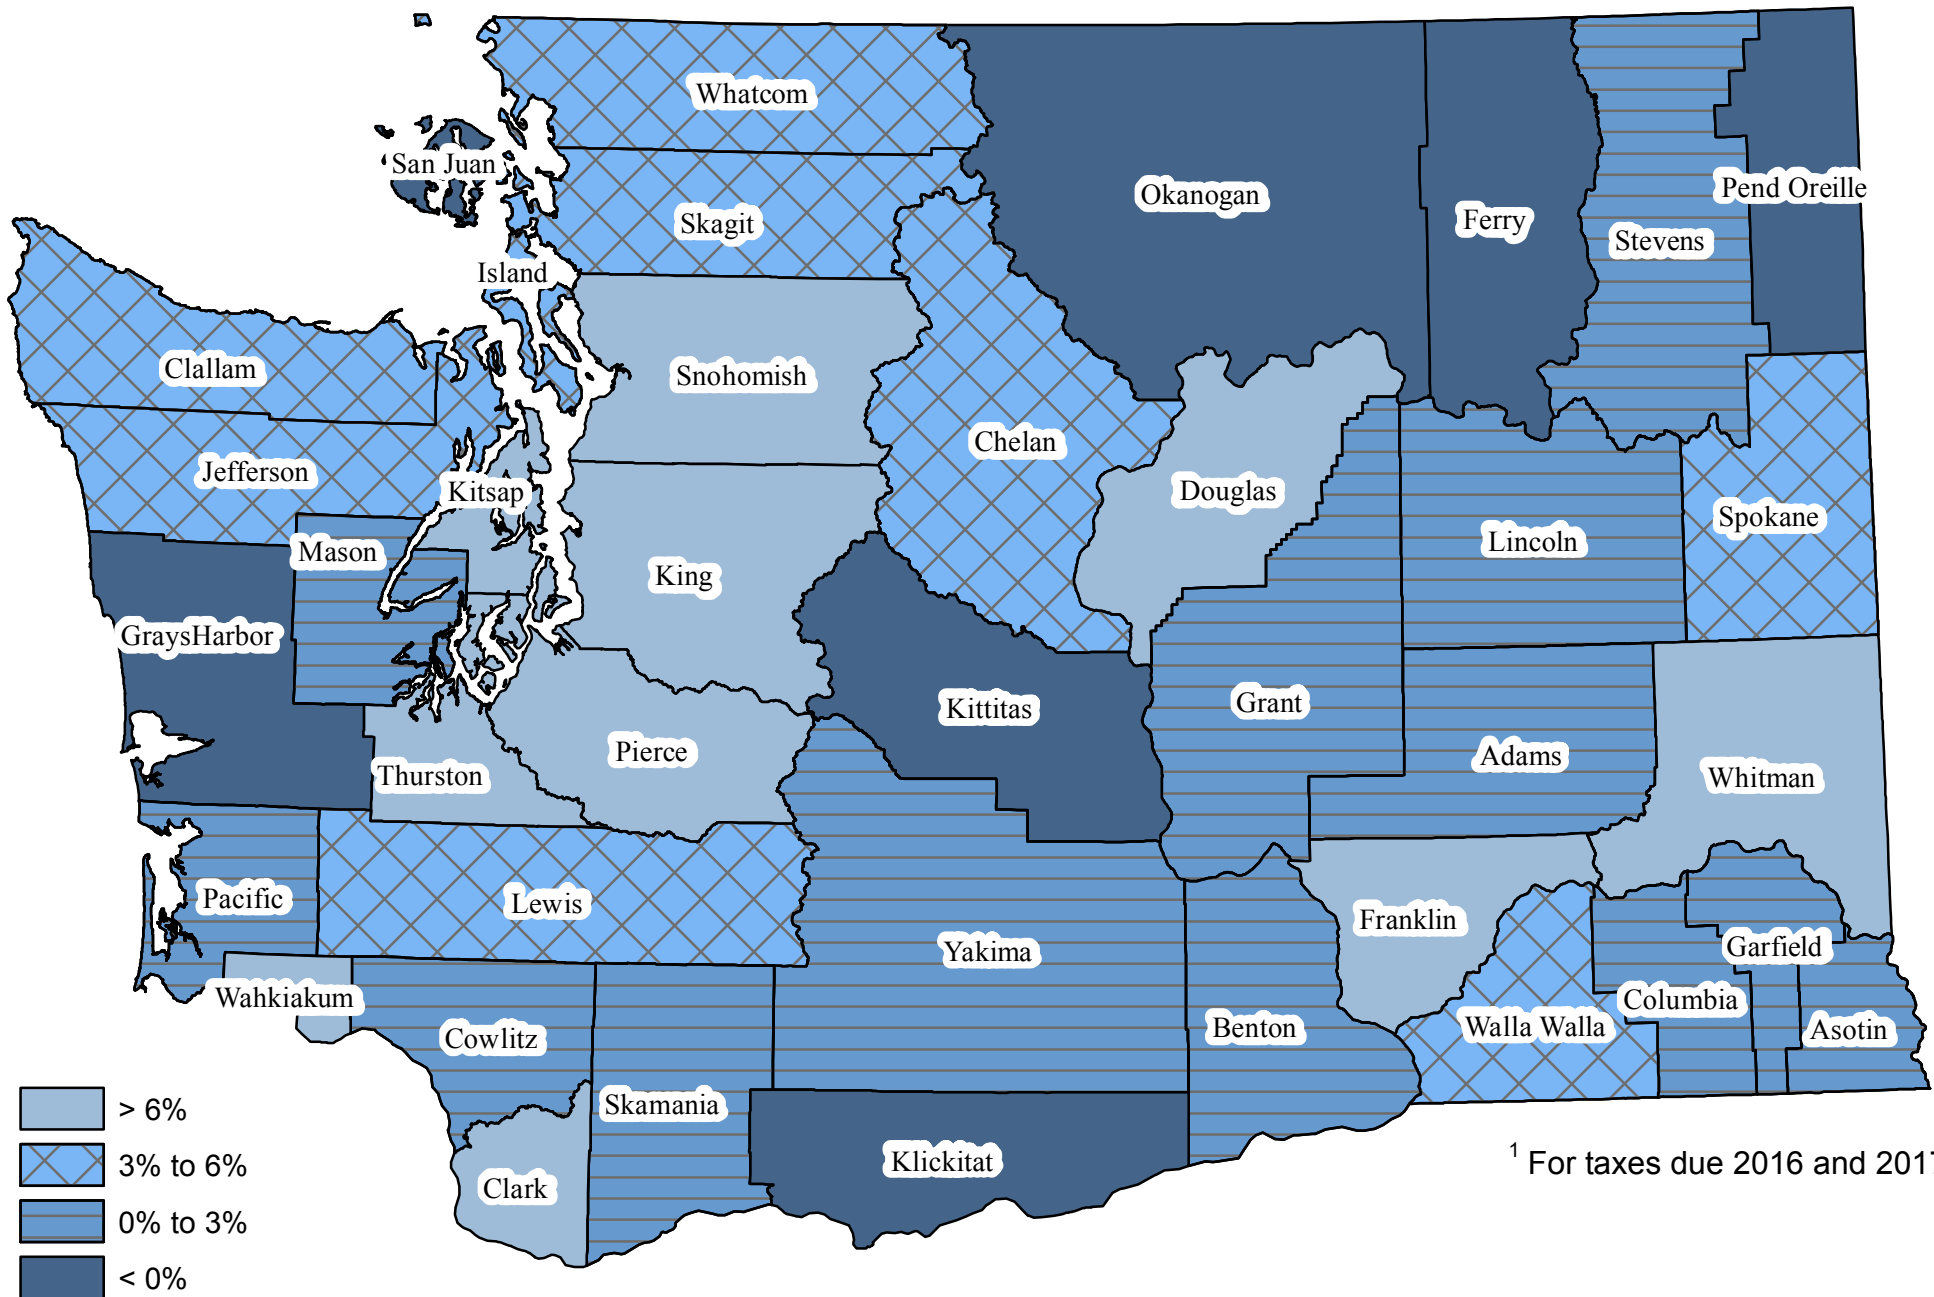 Whatcom
San Juan
Okanogan
Pend Oreille
Ferry
Skagit
Stevens
Island
Clallam
Snohomish
Chelan
Jefferson
Kitsap
Douglas
Spokane
Lincoln
Mason
King
GraysHarbor
Grant
Kittitas
Pierce
Adams
Thurston
Whitman
Pacific
Lewis
Franklin
Garfield
Yakima
Wahkiakum
Columbia
Cowlitz
Benton
Walla Walla
Asotin
Skamania
Klickitat
Clark
> 6%
3% to 6%
0% to 3%
< 0%
1 For taxes due 2016 and 2017